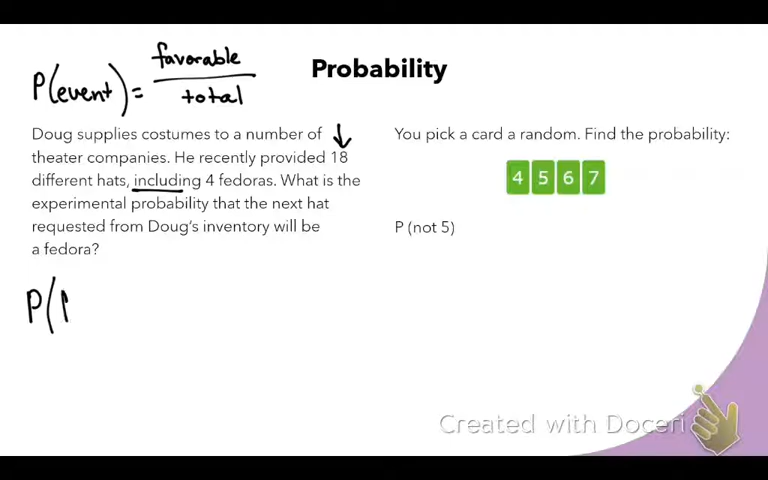 Probability
P(event) = favorable
total
Doug supplies costumes to a number of
theater companies. He recently provided 18
different hats, including 4 fedoras. What is the
experimental probability that the next hat
requested from Doug's inventory will be
a fedora?
P(
You pick a card a random. Find the probability:
4 5 6 7
P (not 5)
Created with Doceri